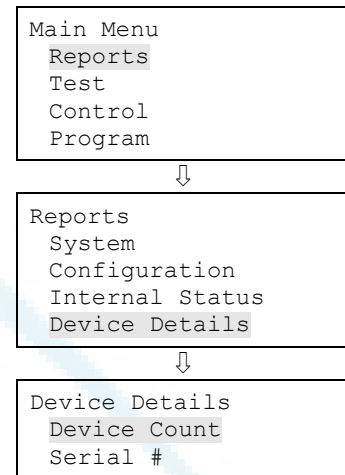 Main Menu
Reports
Test
Control
Program
⇩
Reports
System
Configuration
Internal Status
Device Details
⇩
Device Details
Device Count
Serial #